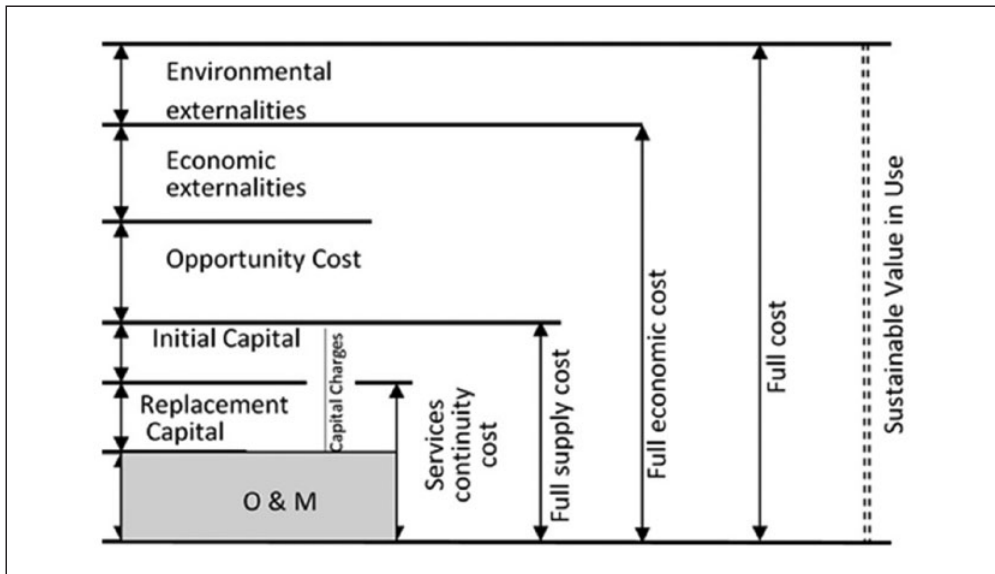 Environmental
externalities
Economic
externalities
Opportunity Cost
Initial Capital
Replacement
Capital
O & M
Capital Charges
Services
continuity
cost
Full supply cost
Full economic cost
Full cost
Sustainable Value in Use